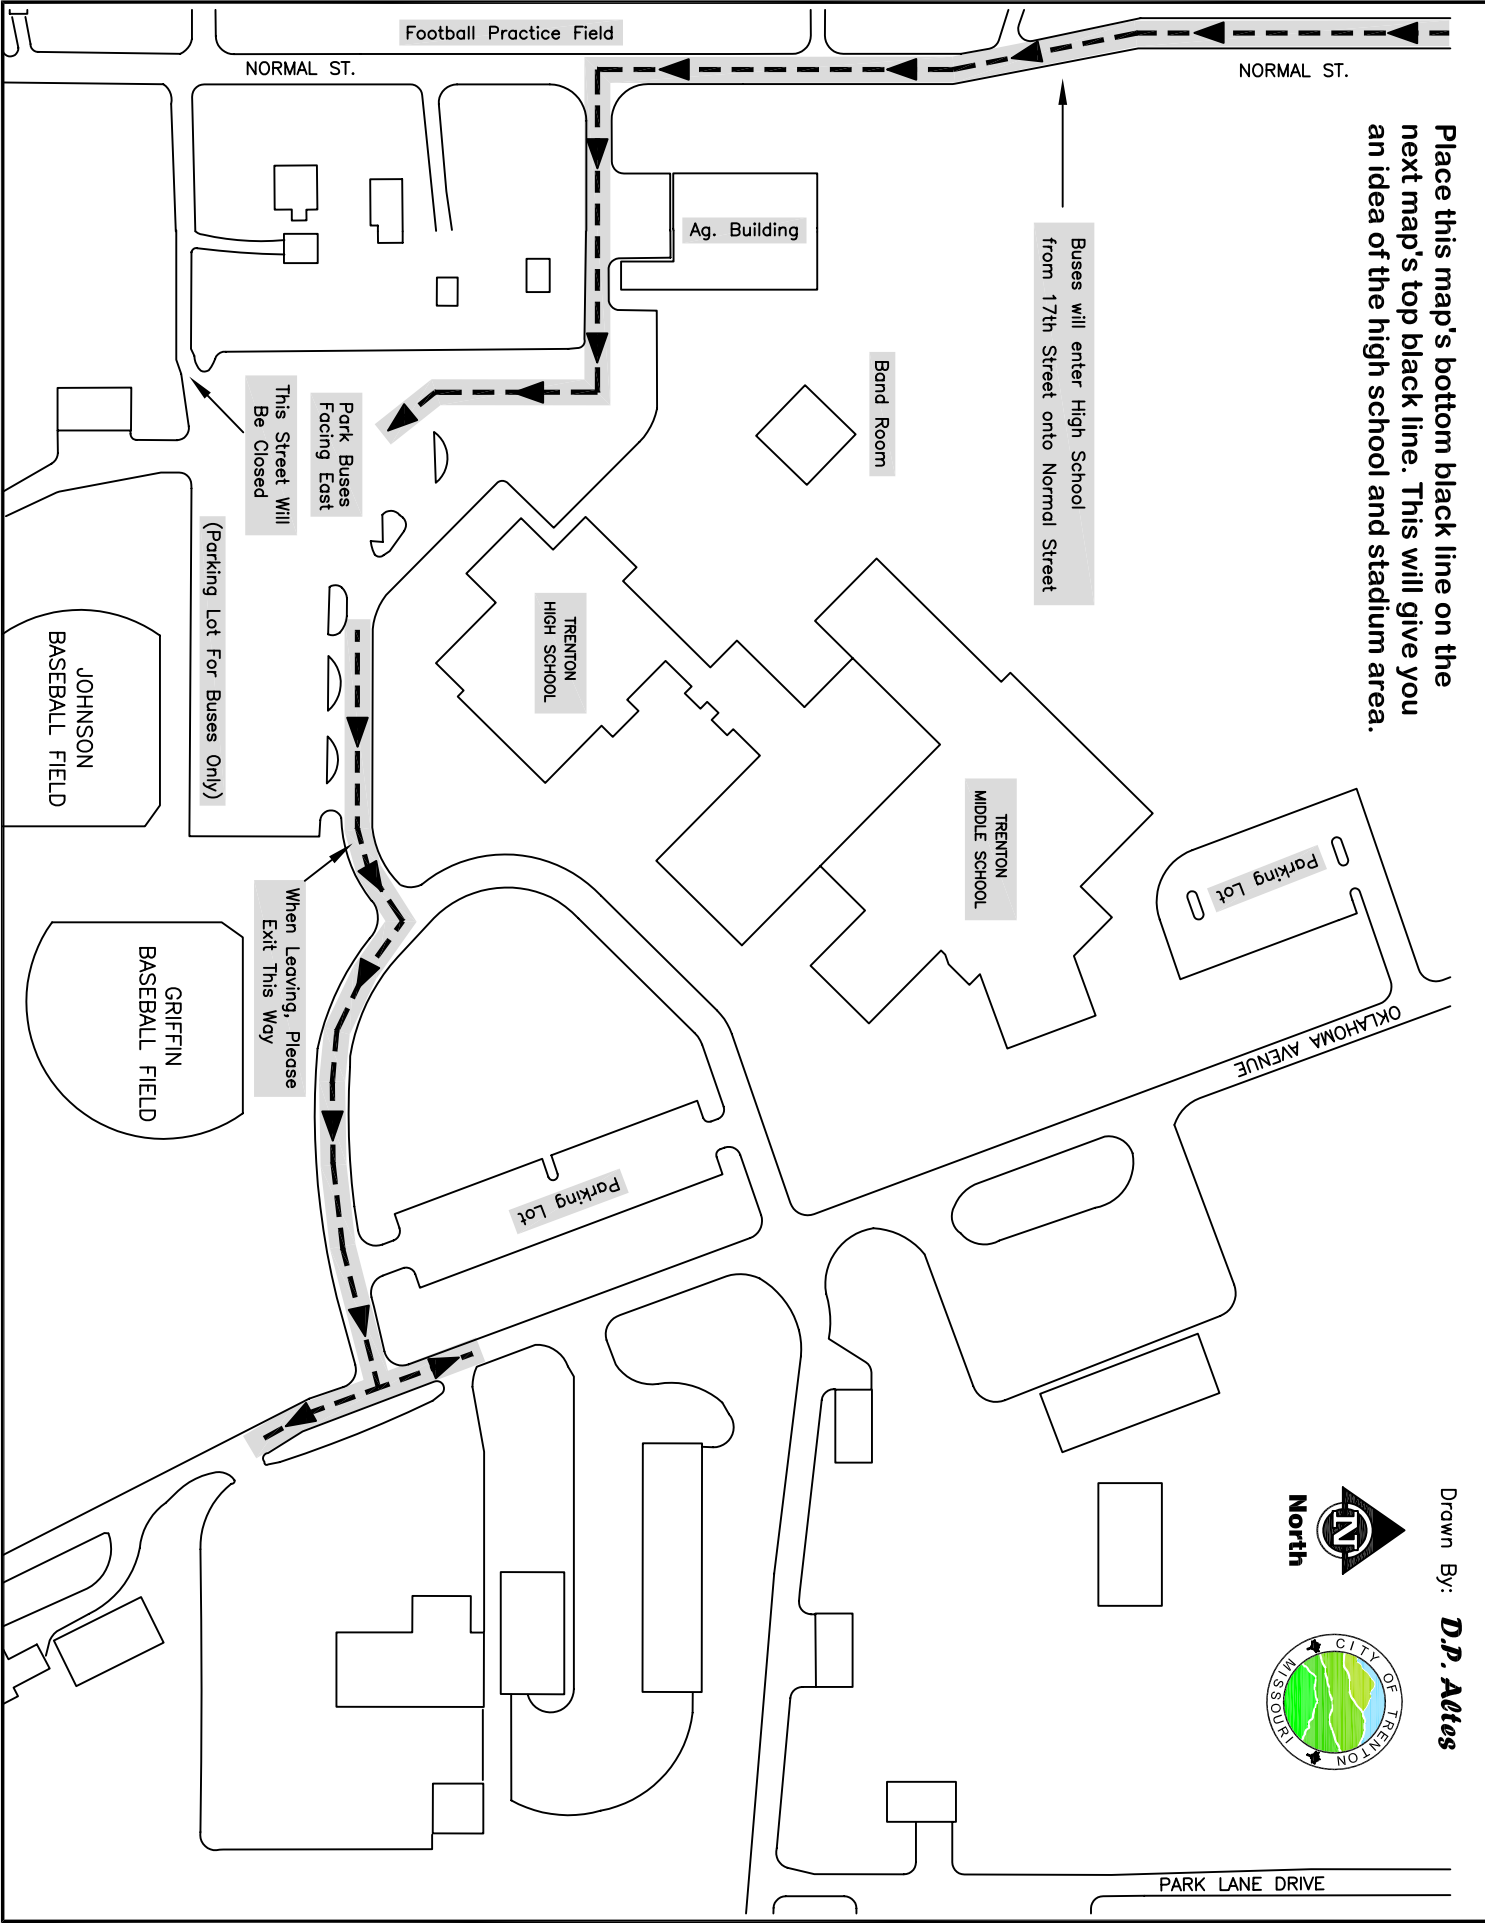 Place this map's bottom black line on the
next map's top black line. This will give you
an idea of the high school and stadium area.
Football Practice Field
NORMAL ST.
NORMAL ST.
Buses will enter High School
from 17th Street onto Normal Street
Ag. Building
Band Room
This Street Will
Be Closed
Park Buses
Facing East
(Parking Lot For Buses Only)
TRENTON
HIGH SCHOOL
TRENTON
MIDDLE SCHOOL
JOHNSON
BASEBALL FIELD
GRIFFIN
BASEBALL FIELD
When Leaving, Please
Exit This Way
Parking Lot
Parking Lot
OKLAHOMA AVENUE
PARK LANE DRIVE
Drawn By: D.P. Altes
N
North
CITY OF TRENTON
MISSOURI